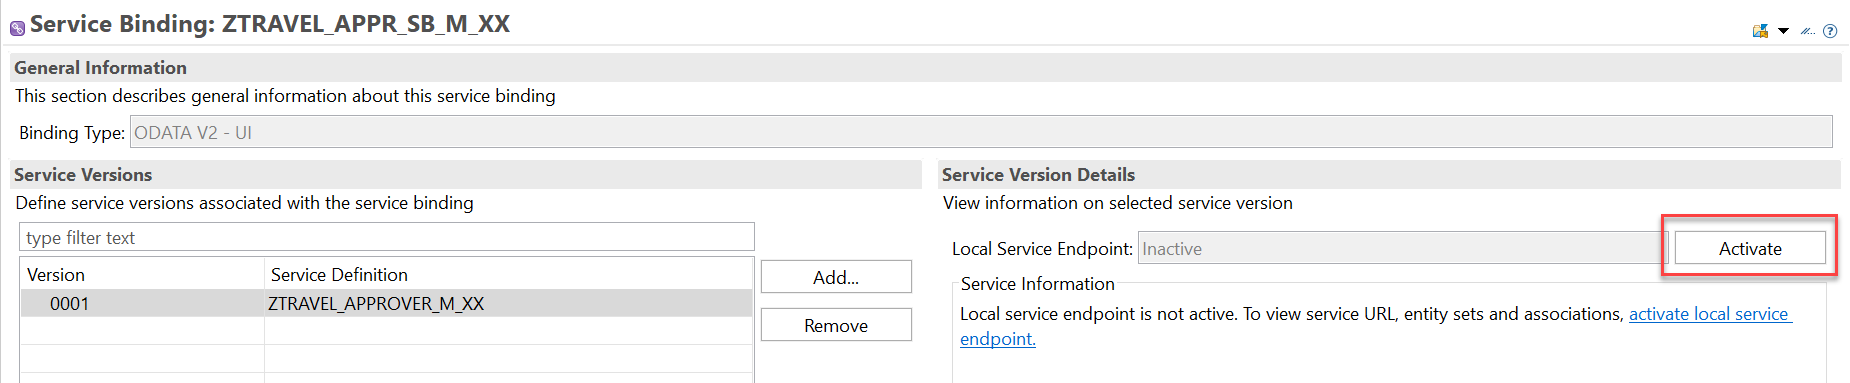 Service Binding: ZTRAVEL_APPR_SB_M_XX
General Information
This section describes general information about this service binding
Binding Type: ODATA V2 - UI
Service Versions
Define service versions associated with the service binding
type filter text
Version Service Definition
0001 ZTRAVEL_APPROVER_M_XX
Add...
Remove
Service Version Details
View information on selected service version
Local Service Endpoint: Inactive Activate
Service Information
Local service endpoint is not active. To view service URL, entity sets and associations, activate local service
endpoint.